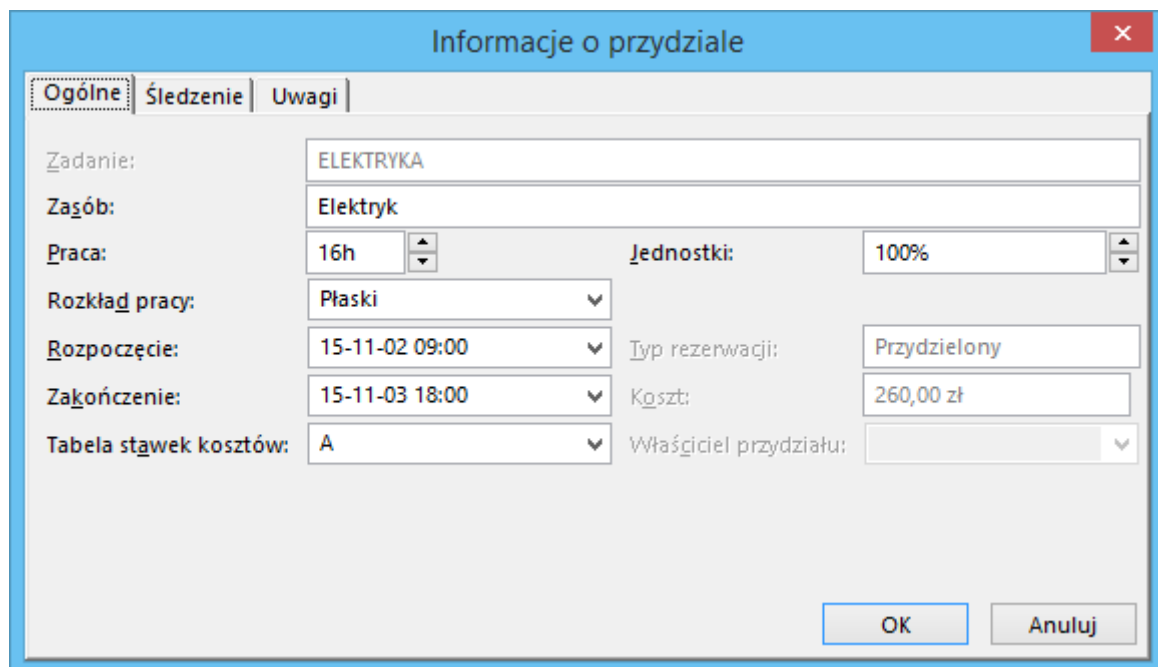 Informacje o przydziale
Ogólne Śledzenie Uwagi
Zadanie: ELEKTRYKA
Zasób: Elektryk
Praca: 16h Jednostki: 100%
Rozkład pracy: Płaski
Rozpoczęcie: 15-11-02 09:00 Typ rezerwacji: Przydzielony
Zakończenie: 15-11-03 18:00 Koszt: 260,00 zł
Tabela stawek kosztów: A Właściciel przydziału:
OK Anuluj